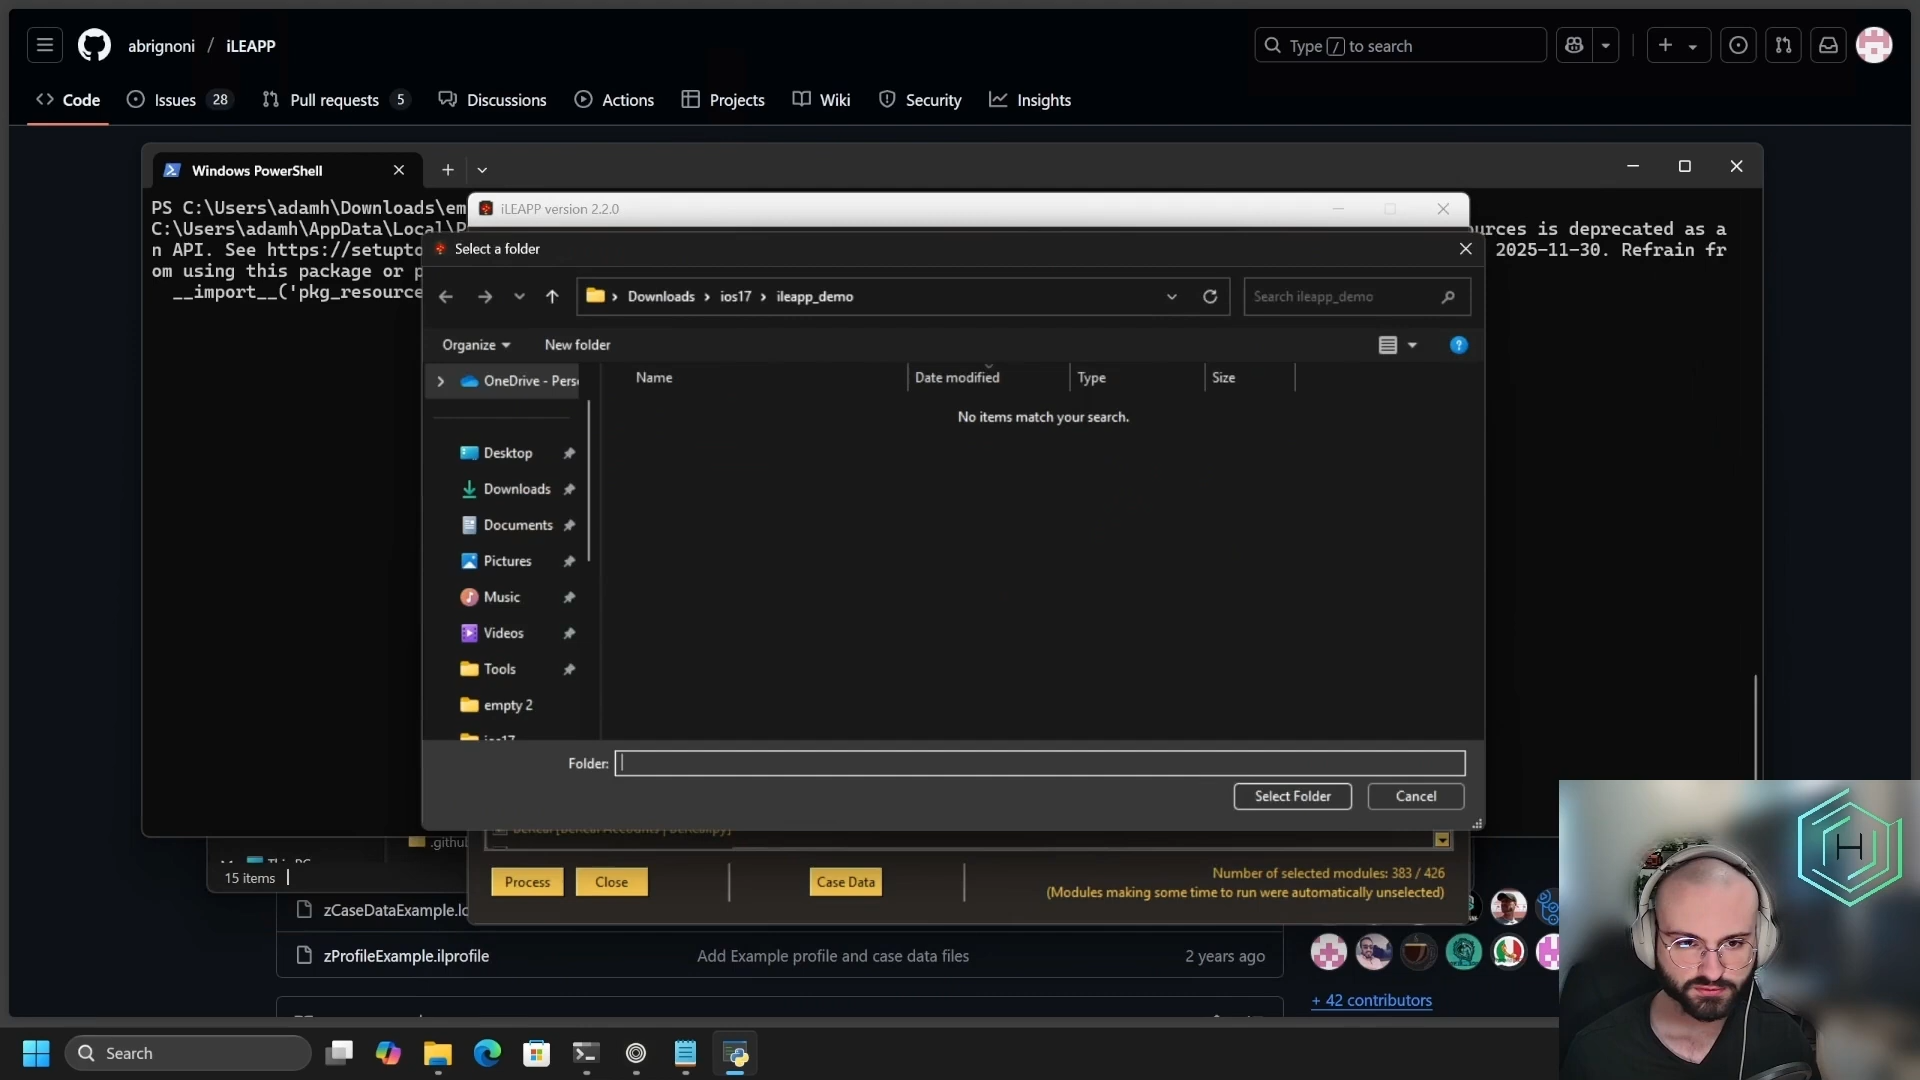 abrignoni / iLEAPP
Type / to search
Code
Issues 28
Pull requests 5
Discussions
Actions
Projects
Wiki
Security
Insights
Windows PowerShell
PS C:\Users\adamh\Downloads\em
iLEAPP version 2.2.0
C:\Users\adamh\AppData\Local\P
urces is deprecated as a
n API. See https://setupto
2025-11-30. Refrain fr
om using this package or p
__import__('pkg_resource
Select a folder
Downloads > ios17 > ileapp_demo
Search ileapp_demo
Organize
New folder
OneDrive - Perso
Name
Date modified
Type
Size
No items match your search.
Desktop
Downloads
Documents
Pictures
Music
Videos
Tools
empty 2
ios17
Folder:
Select Folder
Cancel
.github
This PC
15 items
Process
Close
Case Data
Number of selected modules: 383 / 426
(Modules making some time to run were automatically unselected)
zCaseDataExample.lc
zProfileExample.ilprofile
Add Example profile and case data files
2 years ago
+ 42 contributors
Search
H